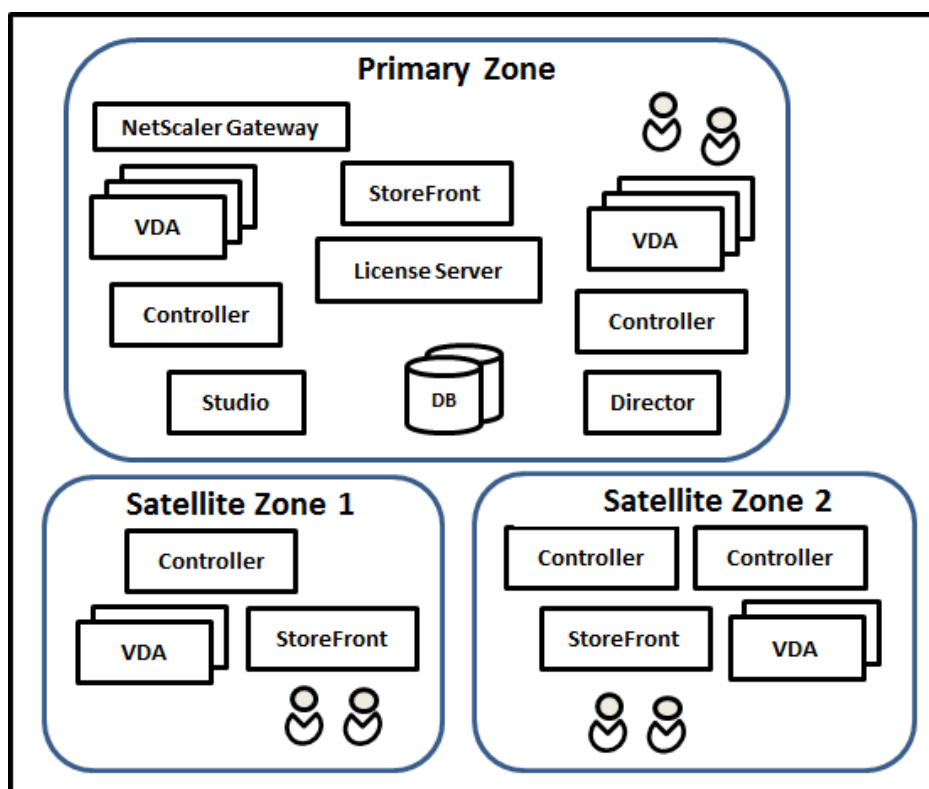 Primary Zone
NetScaler Gateway
StoreFront
VDA
VDA
License Server
Controller
Controller
Studio
DB
Director
Satellite Zone 1
Controller
VDA
StoreFront
Satellite Zone 2
Controller
Controller
StoreFront
VDA